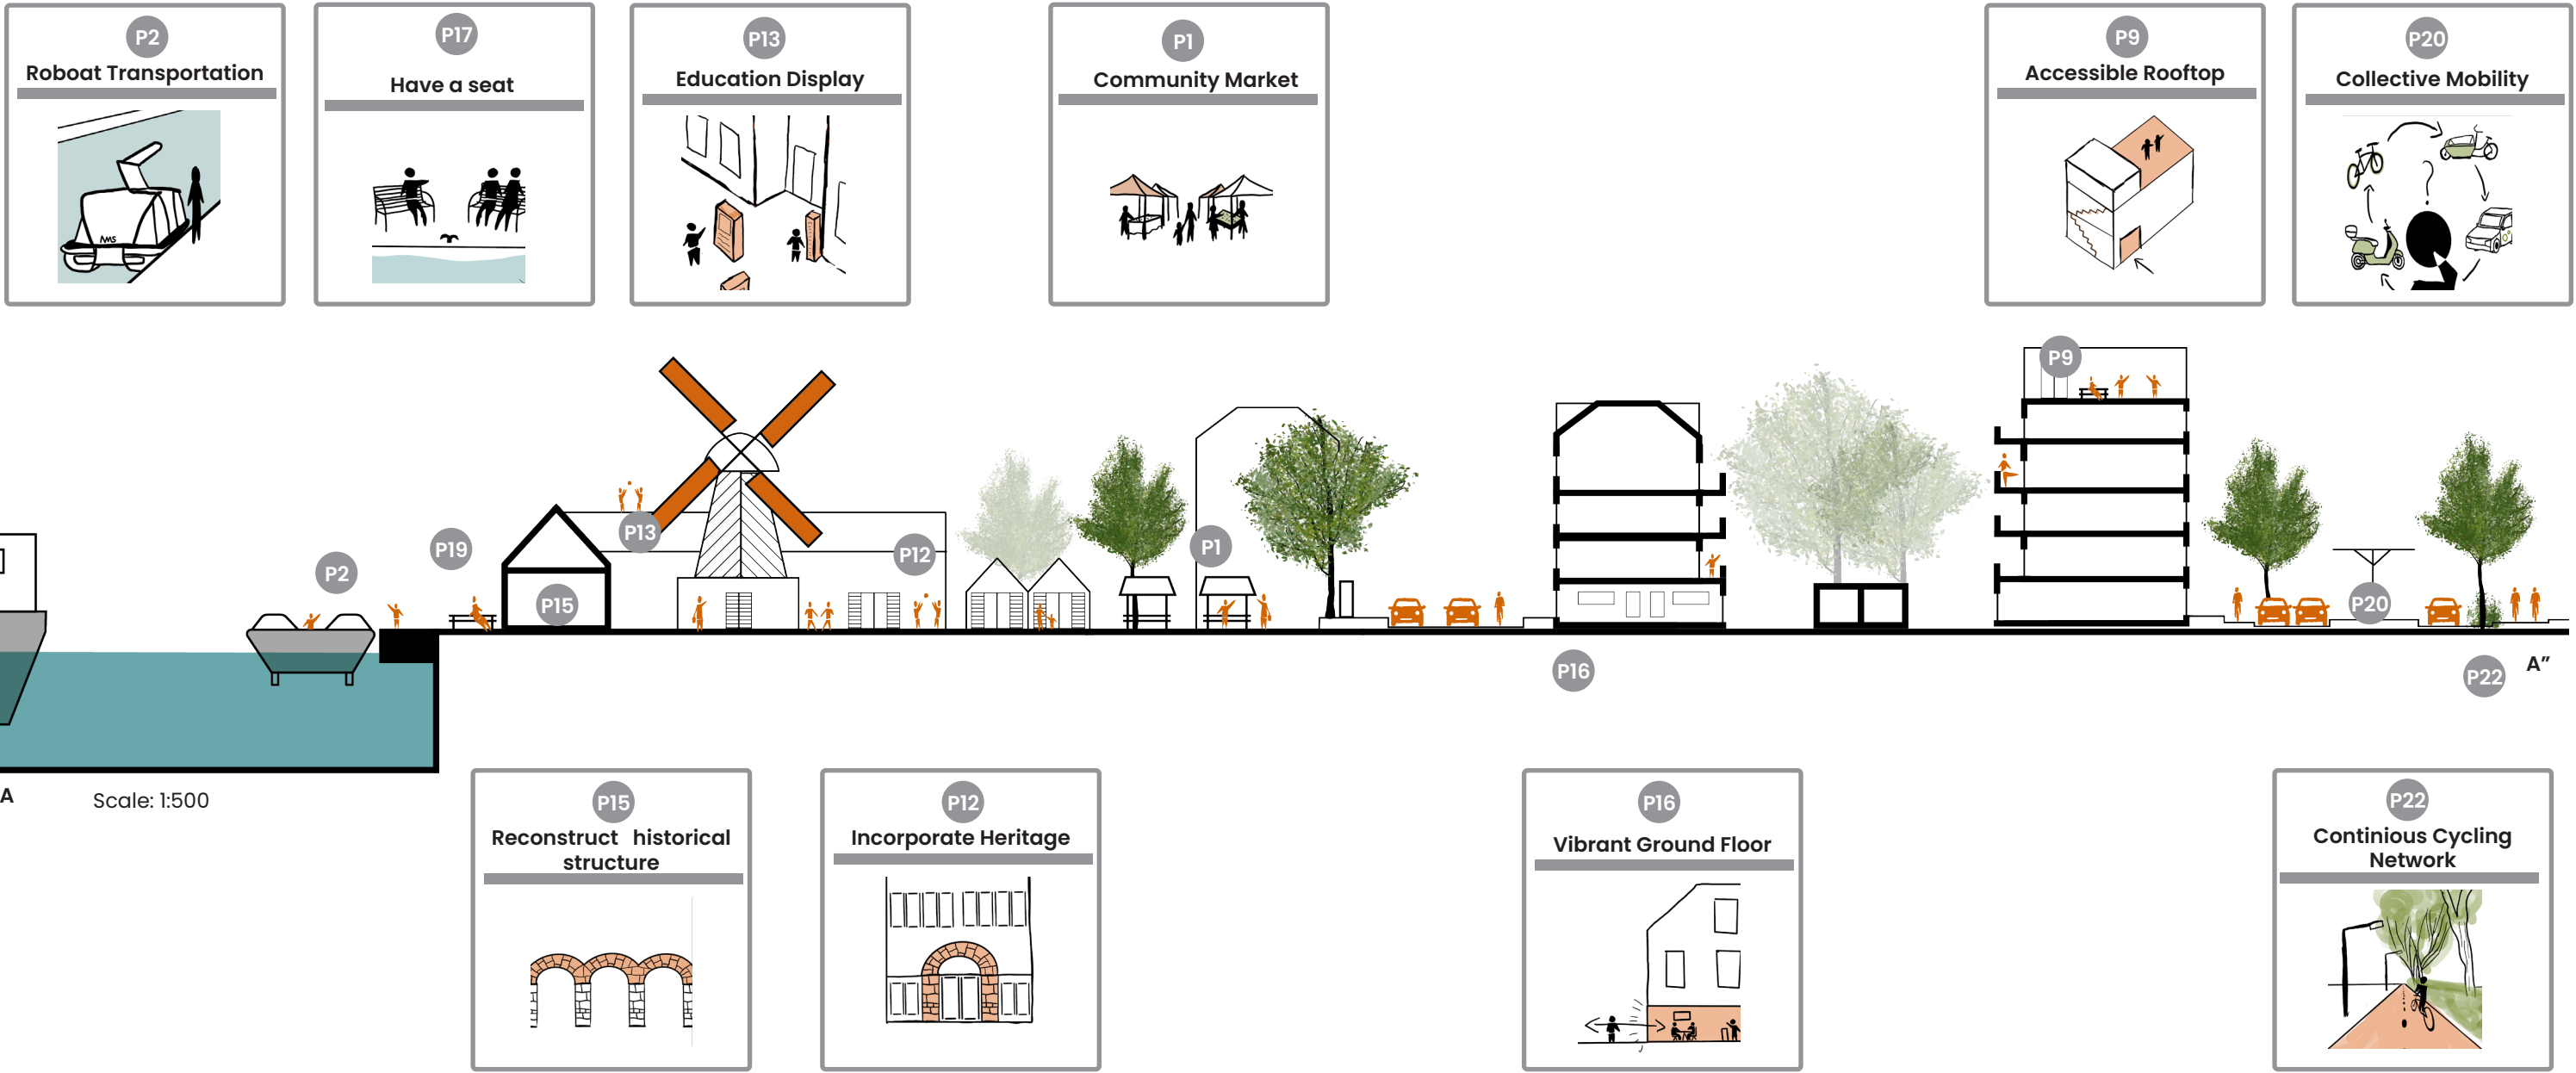 P2
Roboat Transportation
AMS
P17
Have a seat
P13
Education Display
P1
Community Market
P9
Accessible Rooftop
P20
Collective Mobility
?
P9
P13
P19
P12
P1
P2
P15
P20
P16
P22
A”
A
Scale: 1:500
P15
Reconstruct historical
structure
P12
Incorporate Heritage
P16
Vibrant Ground Floor
P22
Continious Cycling
Network